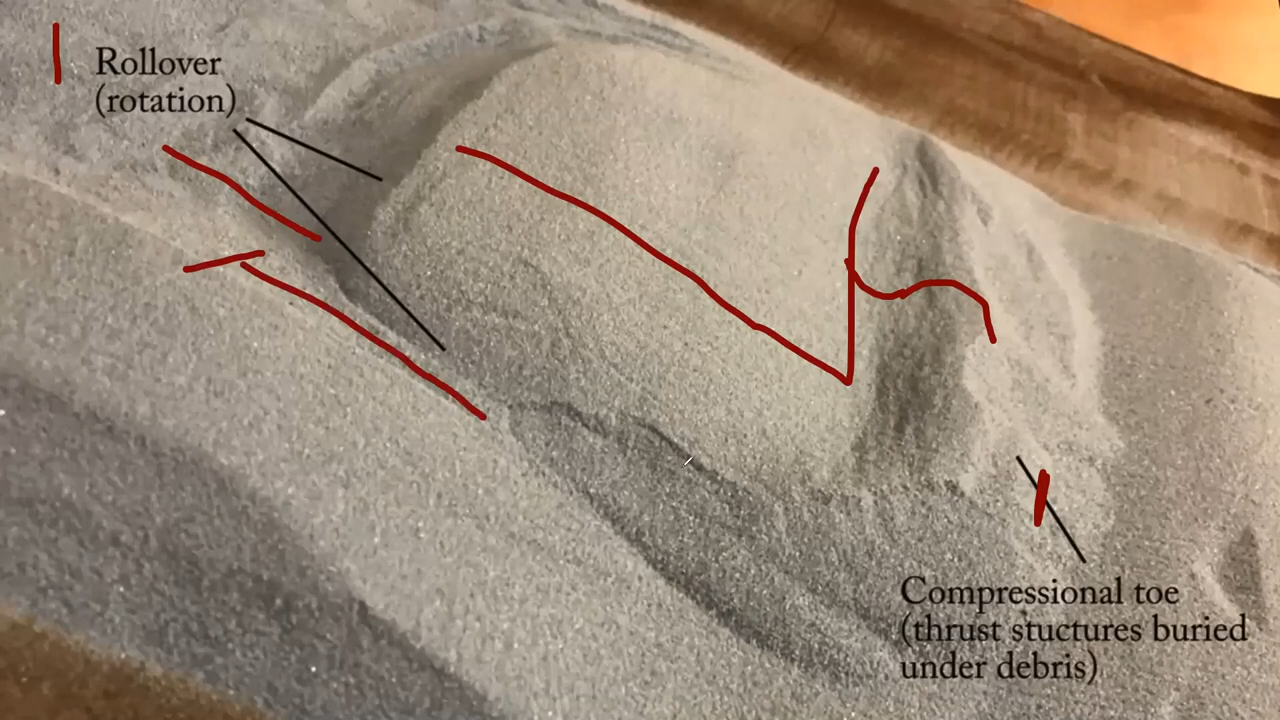 Rollover
(rotation)
Compressional toe
(thrust stuctures buried
under debris)